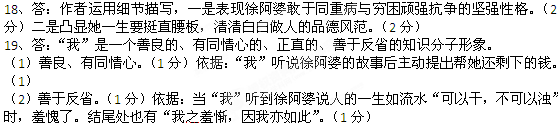 18、答：作者运用细节描写，一是表现徐阿婆敢于同重病与穷困顽强抗争的坚强性格。（2
分）二是凸显她一生要挺直腰板，清清白白做人的品德风范。（2分）
19、答：“我”是一个善良的、有同情心的、正直的、善于反省的知识分子形象。
（1）善良、有同情心。（1分）依据：“我”听说徐阿婆的故事后主动提出帮她还剩下的钱。
（1）
（2）善于反省。（1分）依据：当“我”听到徐阿婆说人的一生如流水“可以干，不可以浊”
时，羞愧了。结尾处也有“我之羞惭，因我亦如此”。（1分）